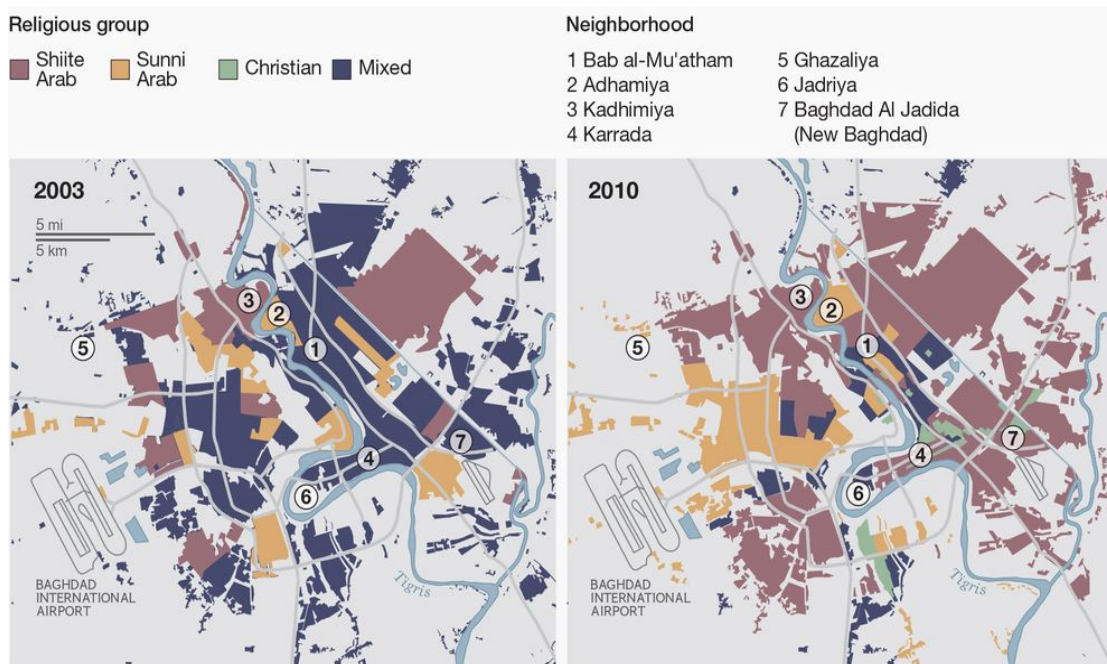 Religious group
Shiite
Arab
Sunni
Arab
Christian
Mixed
Neighborhood
1 Bab al-Mu'atham
2 Adhamiya
3 Kadhimiya
4 Karrada
5 Ghazaliya
6 Jadriya
7 Baghdad Al Jadida
(New Baghdad)
2003
5 mi
5 km
3
2
1
5
7
4
6
BAGHDAD
INTERNATIONAL
AIRPORT
Tigris
2010
3
2
1
5
7
4
6
BAGHDAD
INTERNATIONAL
AIRPORT
Tigris